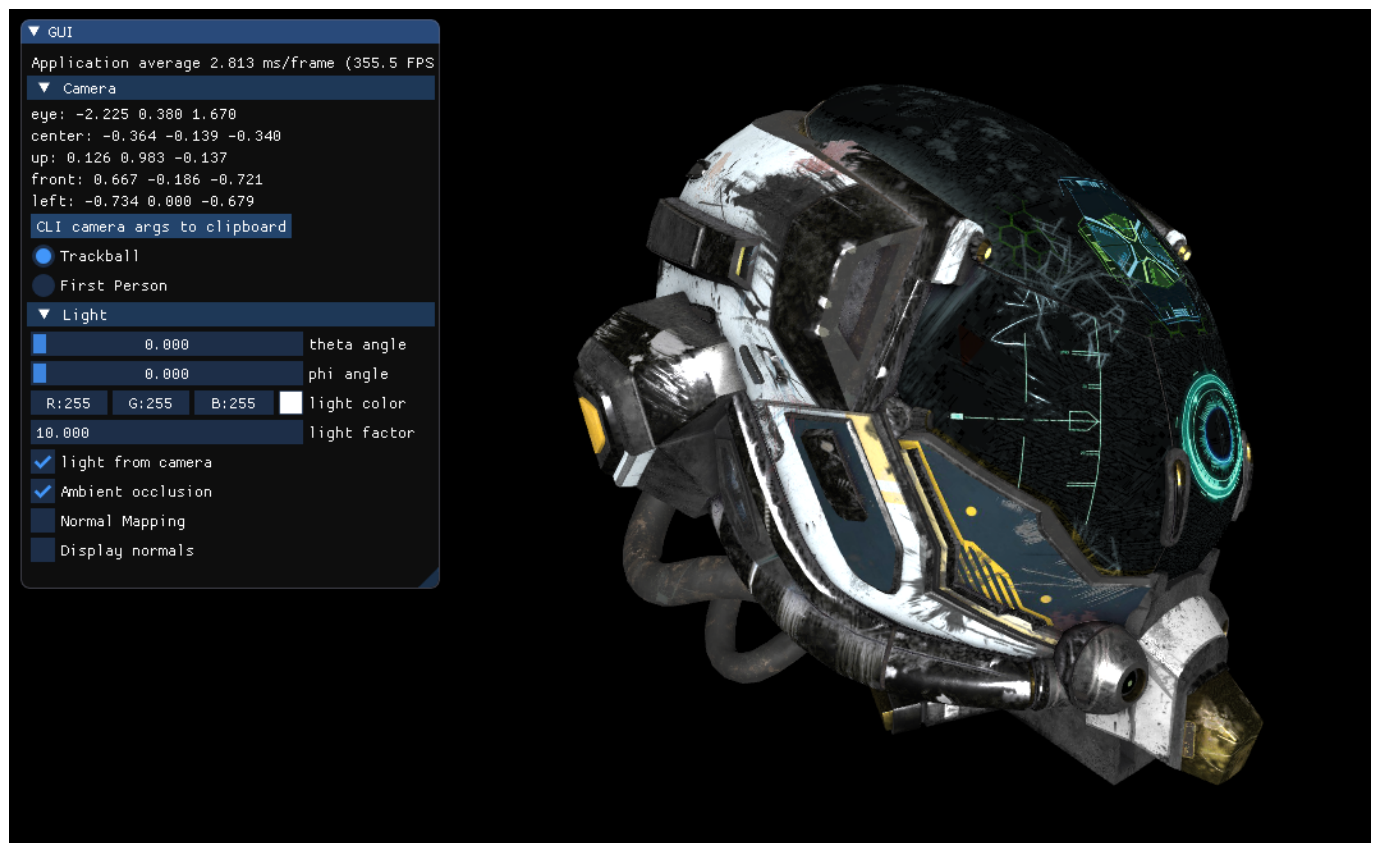 GUI
Application average 2.813 ms/frame (355.5 FPS
Camera
eye: -2.225 0.380 1.670
center: -0.364 -0.139 -0.340
up: 0.126 0.983 -0.137
front: 0.667 -0.186 -0.721
left: -0.734 0.000 -0.679
CLI camera args to clipboard
Trackball
First Person
Light
0.000 theta angle
0.000 phi angle
R:255 G:255 B:255 light color
10.000 light factor
light from camera
Ambient occlusion
Normal Mapping
Display normals